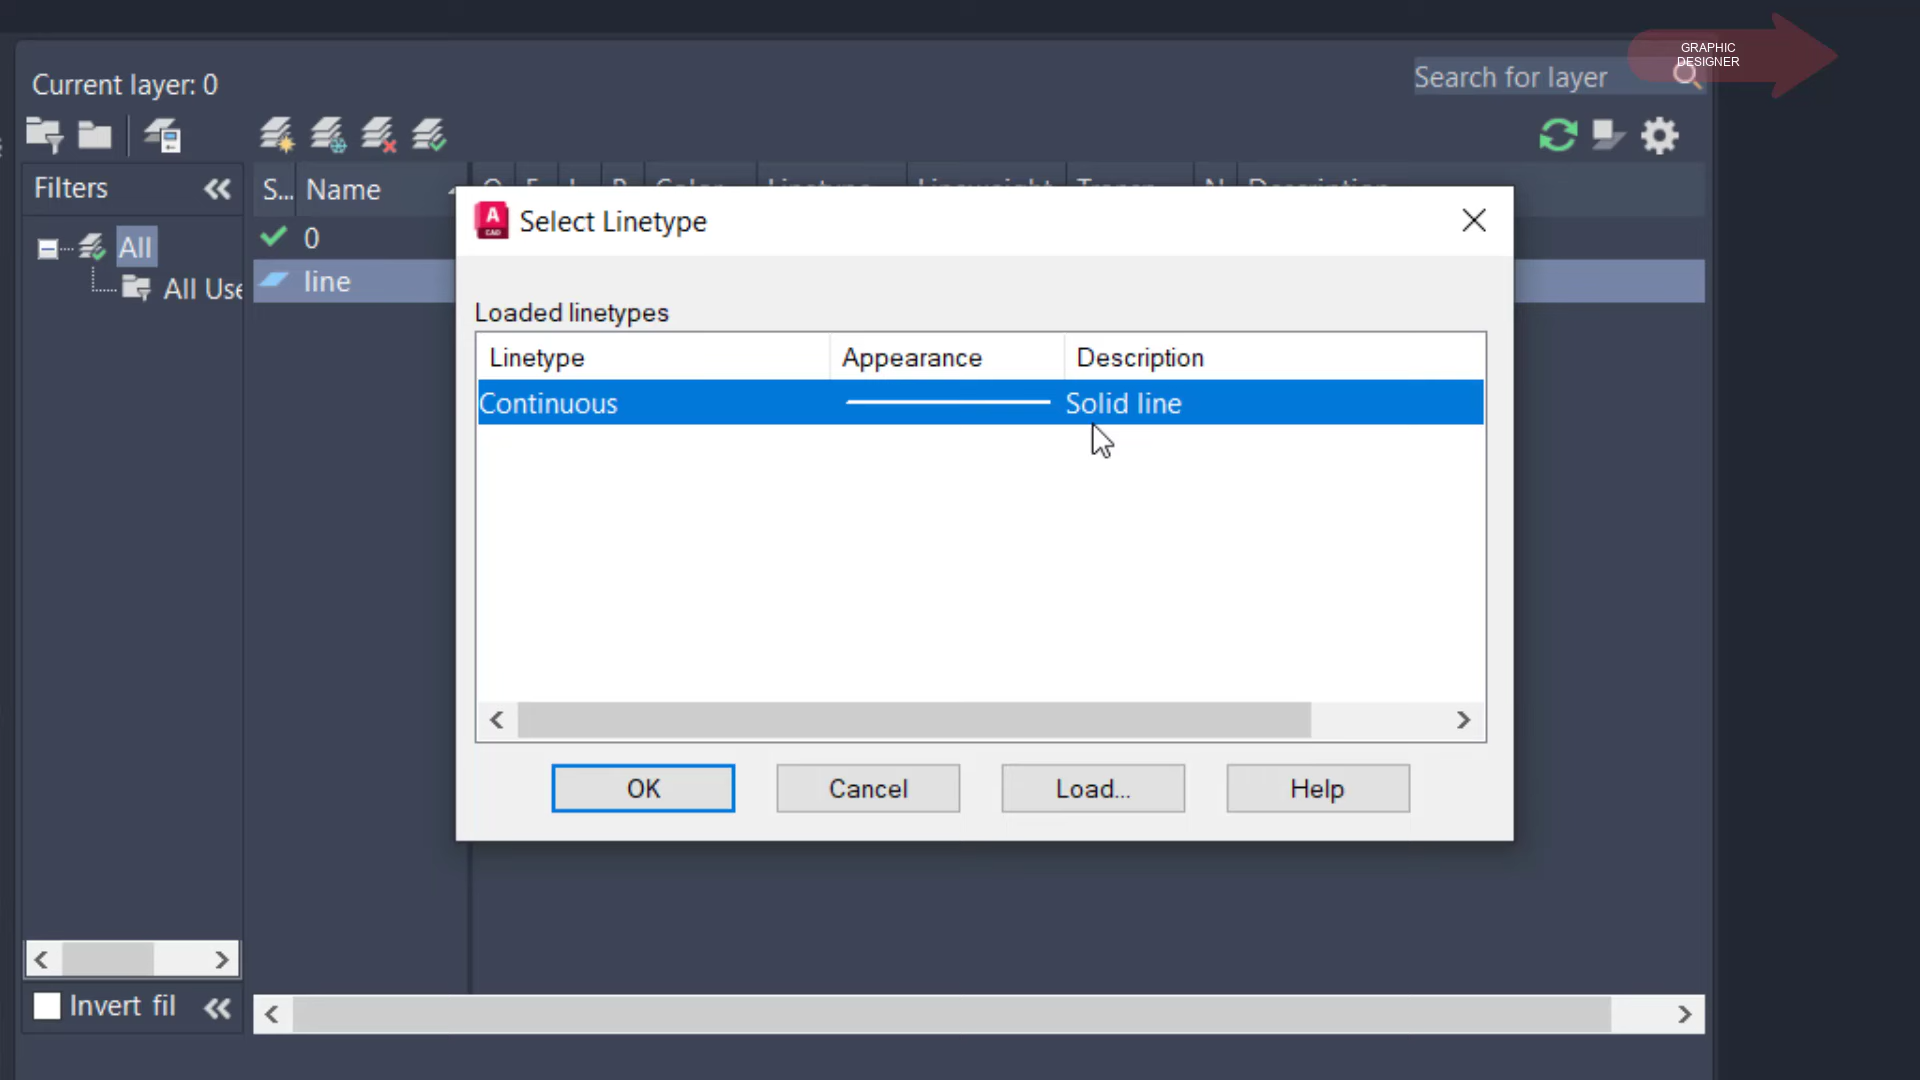 GRAPHIC
DESIGNER
Current layer: 0
Search for layer
Filters
S... Name
All
All Use
0
line
A
CAD
Select Linetype
Loaded linetypes
Linetype Appearance Description
Continuous Solid line
OK Cancel Load... Help
Invert fil